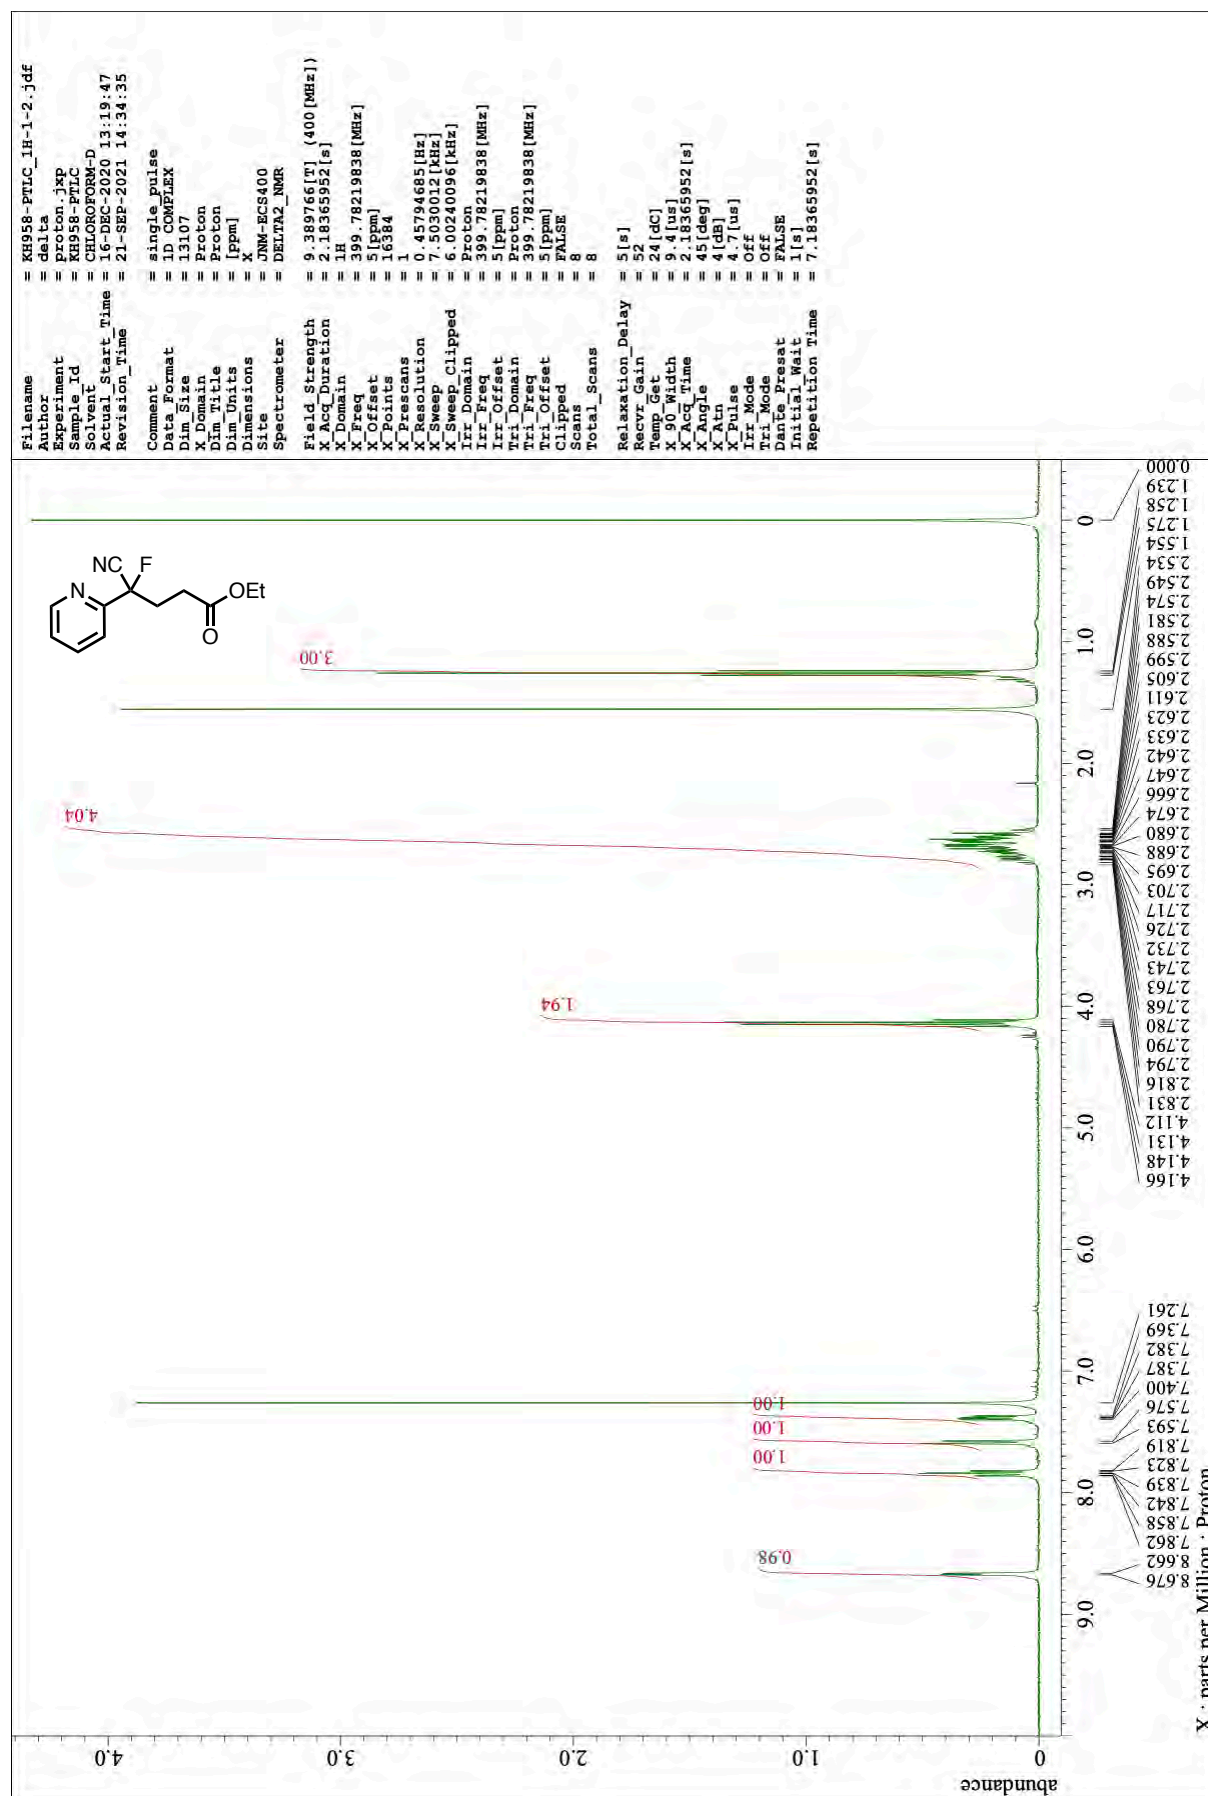 Filename = KH958-PTLC_1H-1-2.jdf
Author = delta
Experiment = proton.jxp
Sample_Id = KH958-PTLC
Solvent = CHLOROFORM-D
Actual_Start_Time = 16-DEC-2020 13:19:47
Revision_Time = 21-SEP-2021 14:34:35
Comment = single_pulse
Data_Format = 1D COMPLEX
Dim_Size = 13107
X_Domain = Proton
Dim_Title = Proton
Dim_Units = [ppm]
Dimensions = X
Site = JNM-ECS400
Spectrometer = DELTA2_NMR
Field_Strength = 9.389766[T] (400[MHz])
X_Acq_Duration = 2.18365952[s]
X_Domain = 1H
X_Freq = 399.78219838[MHz]
X_Offset = 5[ppm]
X_Points = 16384
X_Prescans = 1
X_Resolution = 0.45794685[Hz]
X_Sweep = 7.5030012[kHz]
X_Sweep_Clipped = 6.00240096[kHz]
Irr_Domain = Proton
Irr_Freq = 399.78219838[MHz]
Irr_Offset = 5[ppm]
Tri_Domain = Proton
Tri_Freq = 399.78219838[MHz]
Tri_Offset = 5[ppm]
Clipped = FALSE
Scans = 8
Total_Scans = 8
Relaxation_Delay = 5[s]
Recvr_Gain = 52
Temp_Get = 24[dC]
X_90_Width = 9.4[us]
X_Acq_Time = 2.18365952[s]
X_Angle = 45[deg]
X_Atn = 4[dB]
X_Pulse = 4.7[us]
Irr_Mode = Off
Tri_Mode = Off
Dante_Presat = FALSE
Initial_Wait = 1[s]
Repetition_Time = 7.18365952[s]
NC F
N
OEt
O
3.00
4.04
1.94
1.00
1.00
1.00
0.98
abundance
0
1.0
2.0
3.0
4.0
0
1.0
2.0
3.0
4.0
5.0
6.0
7.0
8.0
9.0
0.000
1.239
1.258
1.275
1.554
2.534
2.549
2.574
2.581
2.588
2.599
2.605
2.611
2.623
2.633
2.642
2.647
2.666
2.674
2.680
2.688
2.695
2.703
2.717
2.726
2.732
2.743
2.763
2.768
2.780
2.790
2.794
2.816
2.831
4.112
4.131
4.148
4.166
7.261
7.369
7.382
7.387
7.400
7.576
7.593
7.819
7.823
7.839
7.842
7.858
7.862
8.662
8.676
X : parts per Million : Proton